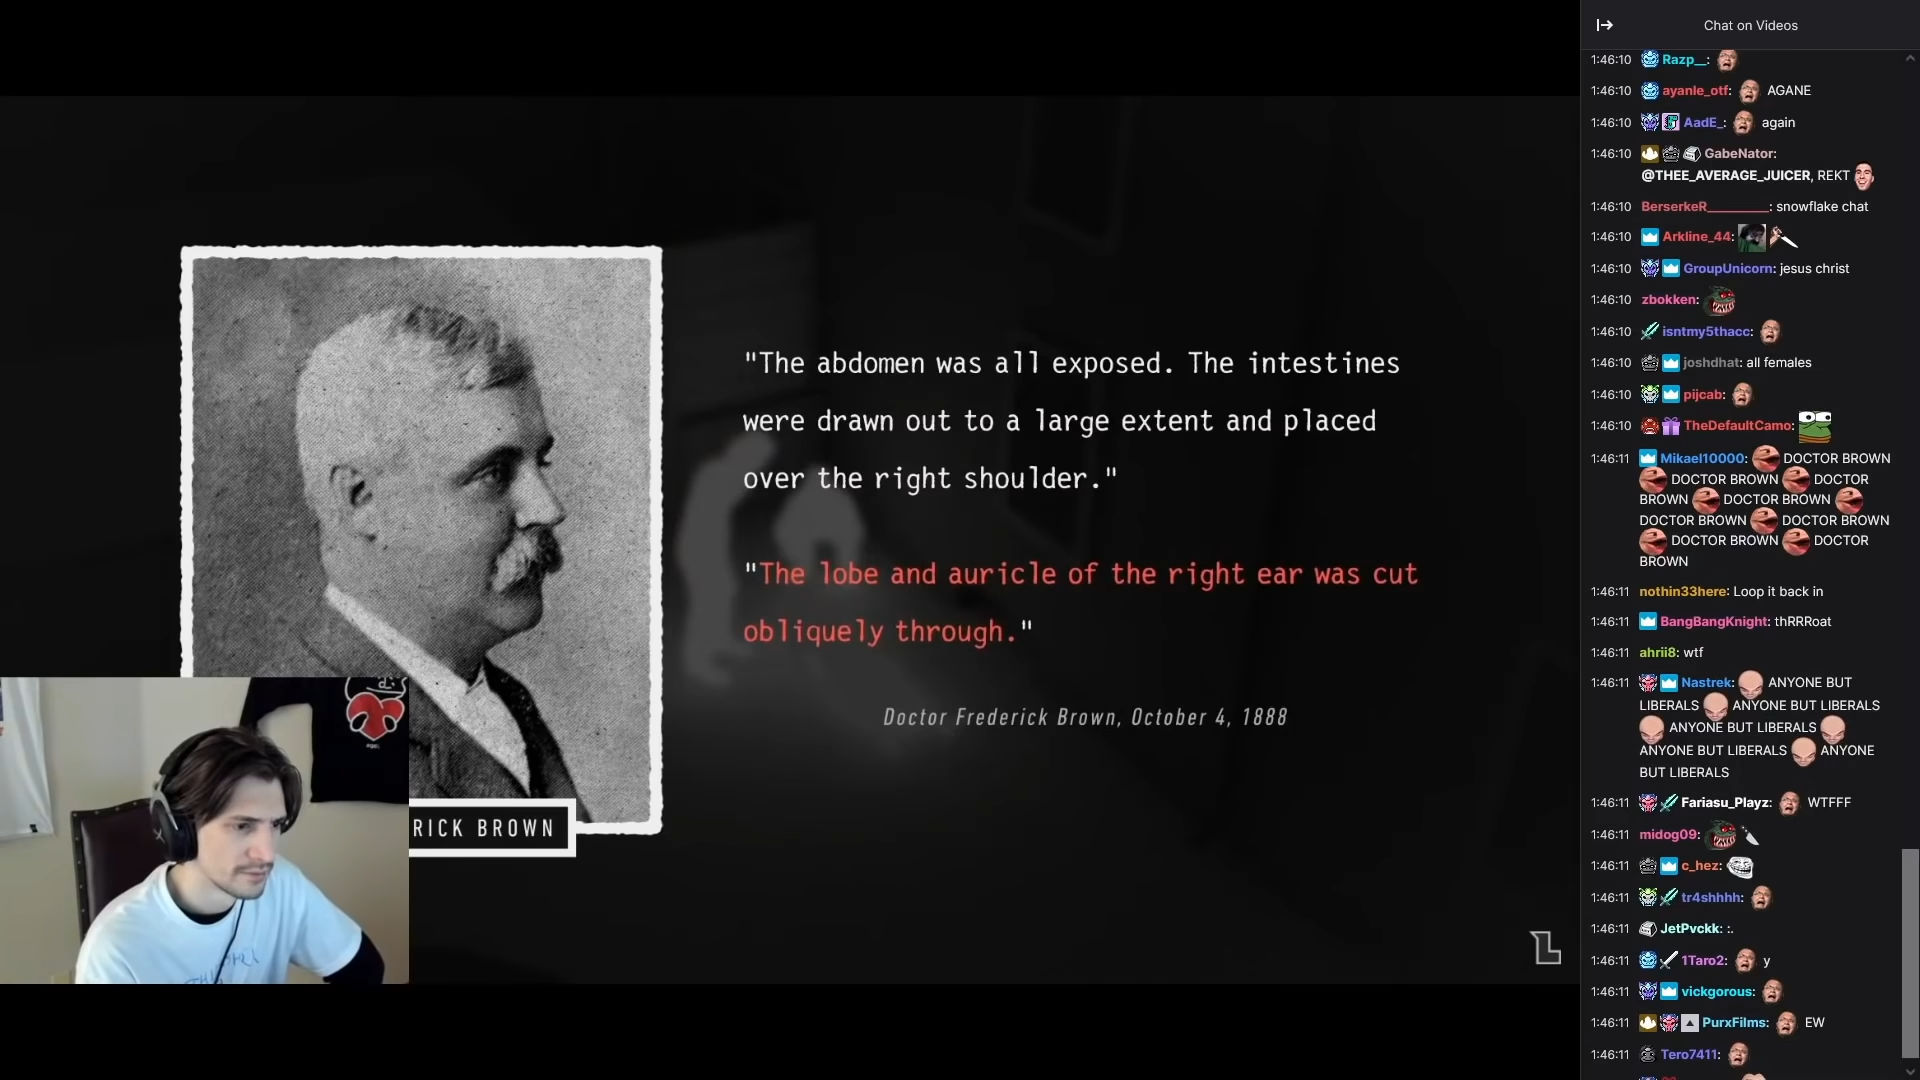 "The abdomen was all exposed. The intestines
were drawn out to a large extent and placed
over the right shoulder."
"The lobe and auricle of the right ear was cut
obliquely through."
Doctor Frederick Brown, October 4, 1888
RICK BROWN
Chat on Videos
1:46:10 Razp__:
1:46:10 ayanle_otf: AGANE
1:46:10 AadE_: again
1:46:10 GabeNator:
@THEE_AVERAGE_JUICER, REKT
1:46:10 BerserkeR_________: snowflake chat
1:46:10 Arkline_44:
1:46:10 GroupUnicorn: jesus christ
1:46:10 zbokken:
1:46:10 isntmy5thacc:
1:46:10 joshdhat: all females
1:46:10 pijcab:
1:46:10 TheDefaultCamo:
1:46:11 Mikael10000: DOCTOR BROWN
DOCTOR BROWN DOCTOR
BROWN DOCTOR BROWN
DOCTOR BROWN DOCTOR BROWN
DOCTOR BROWN DOCTOR
BROWN
1:46:11 nothin33here: Loop it back in
1:46:11 BangBangKnight: thRRRoat
1:46:11 ahrii8: wtf
1:46:11 Nastrek: ANYONE BUT
LIBERALS ANYONE BUT LIBERALS
ANYONE BUT LIBERALS
ANYONE BUT LIBERALS ANYONE
BUT LIBERALS
1:46:11 Fariasu_Playz: WTFFF
1:46:11 midog09:
1:46:11 c_hez:
1:46:11 tr4shhhh:
1:46:11 JetPvckk: :.
1:46:11 1Taro2: y
1:46:11 vickgorous:
1:46:11 PurxFilms: EW
1:46:11 Tero7411: